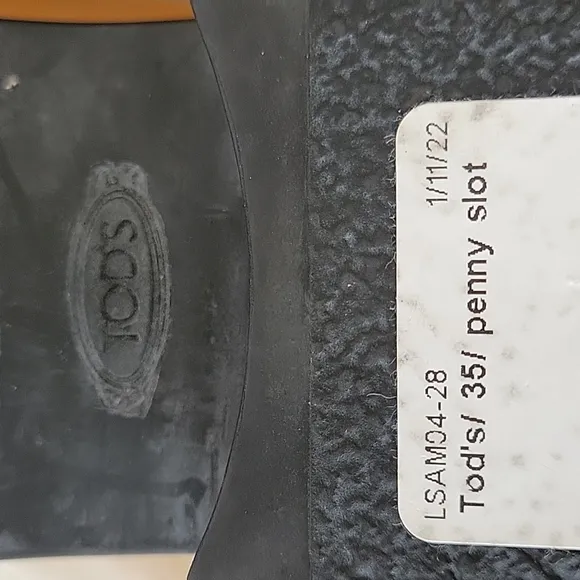 TOD'S
LSAM04-28 1/11/22
Tod's/ 35/ penny slot